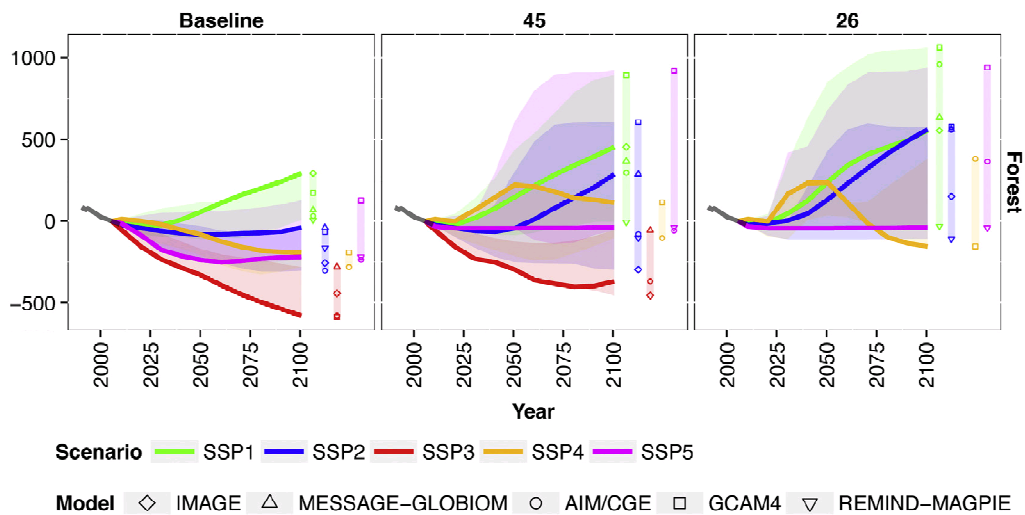 Baseline 45 26
1000
500
0
−500
Forest
2000 2025 2050 2075 2100 2000 2025 2050 2075 2100 2000 2025 2050 2075 2100
Year
Scenario SSP1 SSP2 SSP3 SSP4 SSP5
Model IMAGE MESSAGE−GLOBIOM AIM/CGE GCAM4 REMIND−MAGPIE